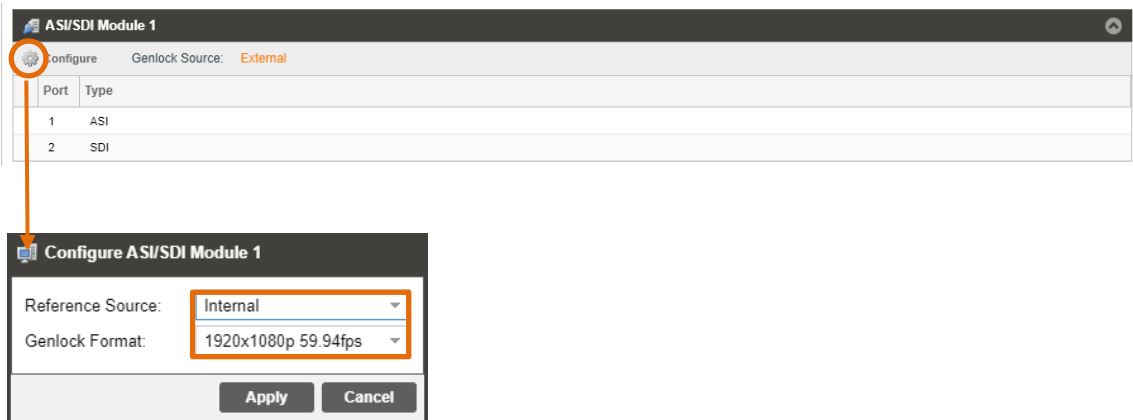 ASI/SDI Module 1
Configure Genlock Source: External
Port Type
1 ASI
2 SDI
Configure ASI/SDI Module 1
Reference Source: Internal
Genlock Format: 1920x1080p 59.94fps
Apply Cancel